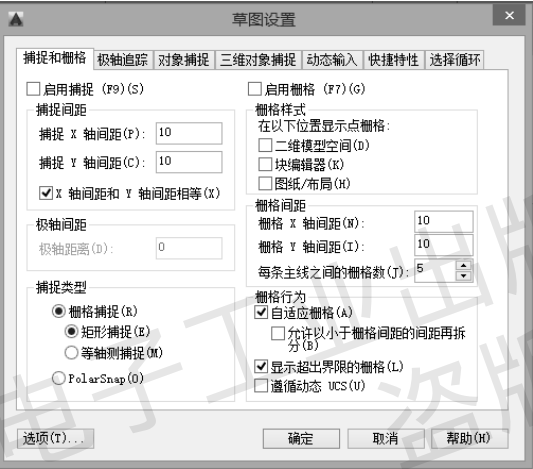 草图设置
捕捉和栅格 极轴追踪 对象捕捉 三维对象捕捉 动态输入 快捷特性 选择循环
启用捕捉 (F9)(S)
捕捉间距
捕捉 X 轴间距(P): 10
捕捉 Y 轴间距(C): 10
X 轴间距和 Y 轴间距相等(X)
极轴间距
极轴距离(D): 0
捕捉类型
栅格捕捉(R)
矩形捕捉(E)
等轴测捕捉(M)
PolarSnap(O)
启用栅格 (F7)(G)
栅格样式
在以下位置显示点栅格:
二维模型空间(D)
块编辑器(K)
图纸/布局(H)
栅格间距
栅格 X 轴间距(N): 10
栅格 Y 轴间距(I): 10
每条主线之间的栅格数(J): 5
栅格行为
自适应栅格(A)
允许以小于栅格间距的间距再拆
分(B)
显示超出界限的栅格(L)
遵循动态 UCS(U)
选项(T)... 确定 取消 帮助(H)
电子工业出版
盗版